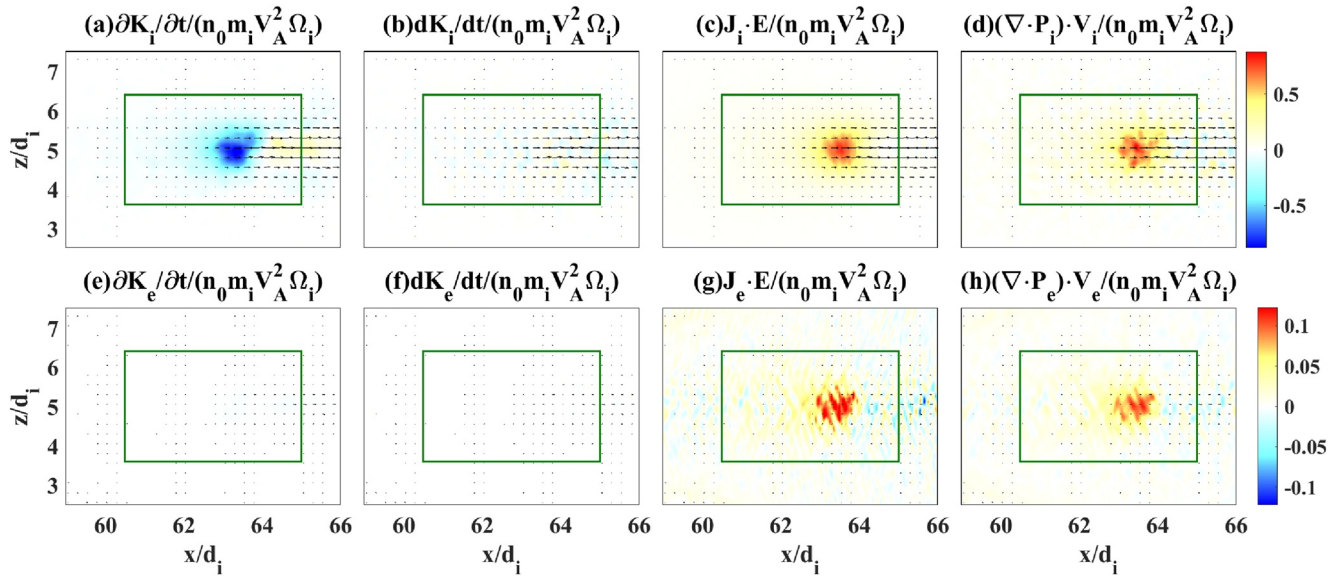 (a)∂K_i/∂t/(n_0m_iV_A^2Ω_i)
(b)dK_i/dt/(n_0m_iV_A^2Ω_i)
(c)J_i·E/(n_0m_iV_A^2Ω_i)
(d)(∇·P_i)·V_i/(n_0m_iV_A^2Ω_i)
7
6
5
4
3
z/d_i
0.5
0
-0.5
(e)∂K_e/∂t/(n_0m_iV_A^2Ω_i)
(f)dK_e/dt/(n_0m_iV_A^2Ω_i)
(g)J_e·E/(n_0m_iV_A^2Ω_i)
(h)(∇·P_e)·V_e/(n_0m_iV_A^2Ω_i)
7
6
5
4
3
z/d_i
0.1
0.05
0
-0.05
-0.1
60 62 64 66
60 62 64 66
60 62 64 66
60 62 64 66
x/d_i
x/d_i
x/d_i
x/d_i